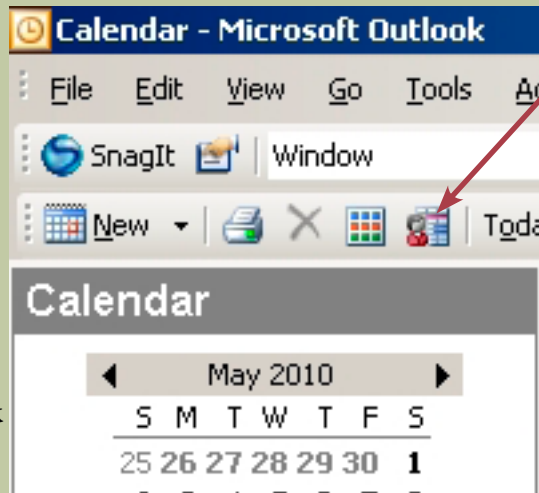 Calendar - Microsoft Outlook
File Edit View Go Tools
SnagIt Window
New
Calendar
May 2010
S M T W T F S
25 26 27 28 29 30 1